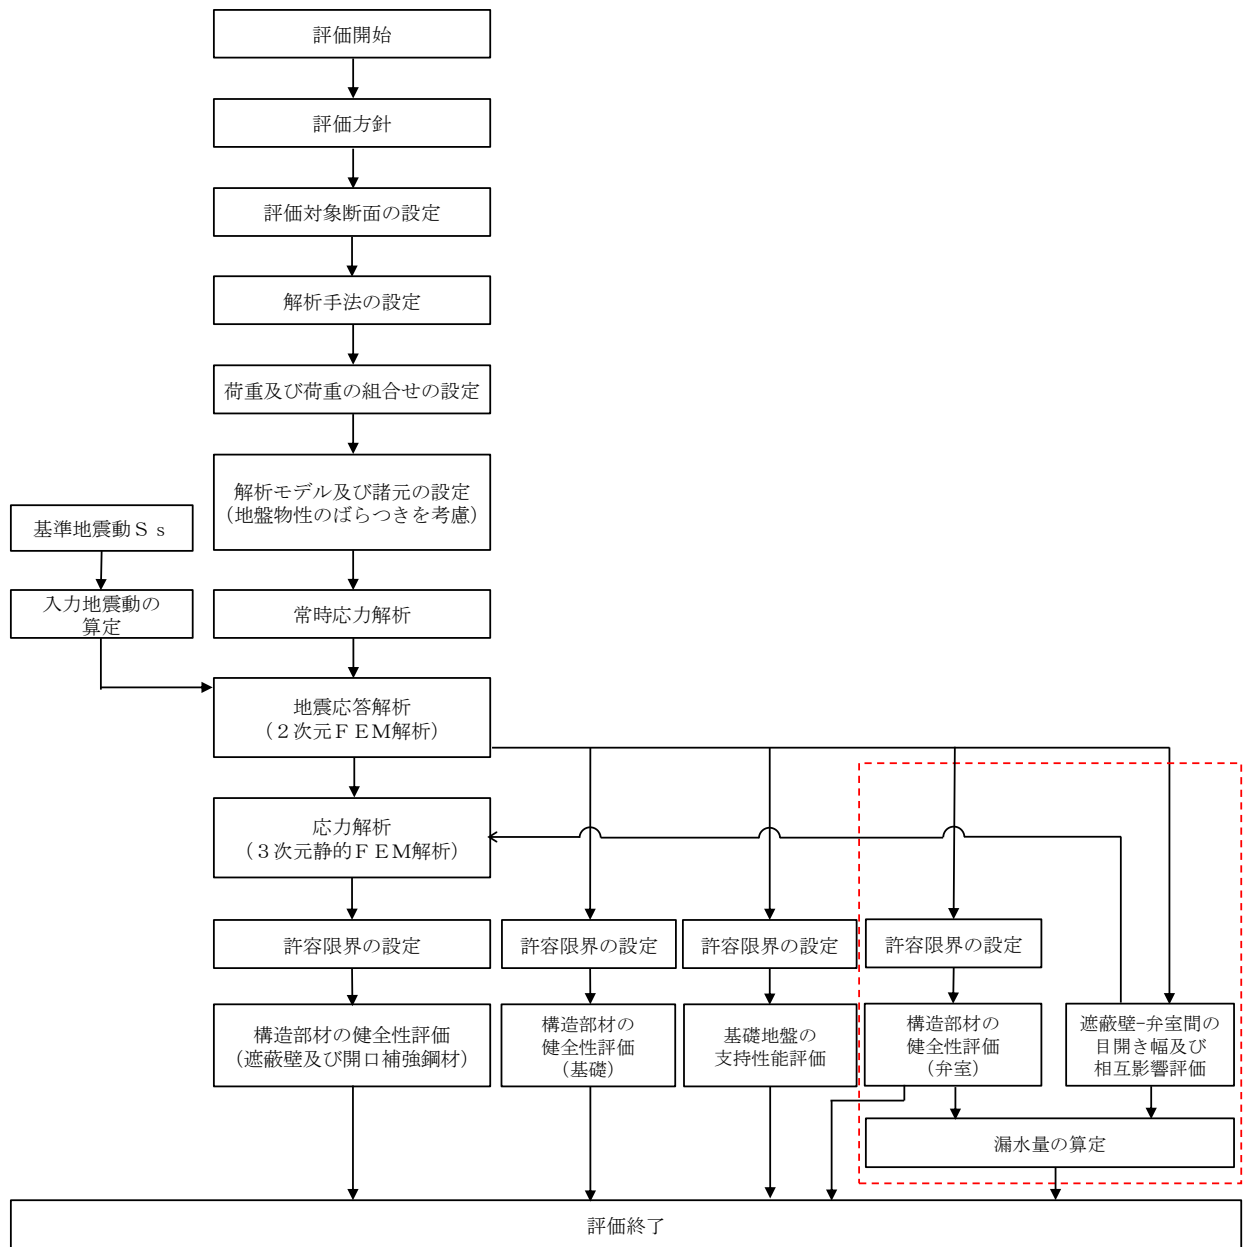 評価開始
評価方針
評価対象断面の設定
解析手法の設定
荷重及び荷重の組合せの設定
解析モデル及び諸元の設定
(地盤物性のばらつきを考慮)
基準地震動Ss
入力地震動の
算定
常時応力解析
地震応答解析
(2次元FEM解析)
応力解析
(3次元静的FEM解析)
許容限界の設定
許容限界の設定
許容限界の設定
許容限界の設定
構造部材の健全性評価
(遮蔽壁及び開口補強鋼材)
構造部材の
健全性評価
(基礎)
基礎地盤の
支持性能評価
構造部材の
健全性評価
(弁室)
遮蔽壁-弁室間の
目開き幅及び
相互影響評価
漏水量の算定
評価終了